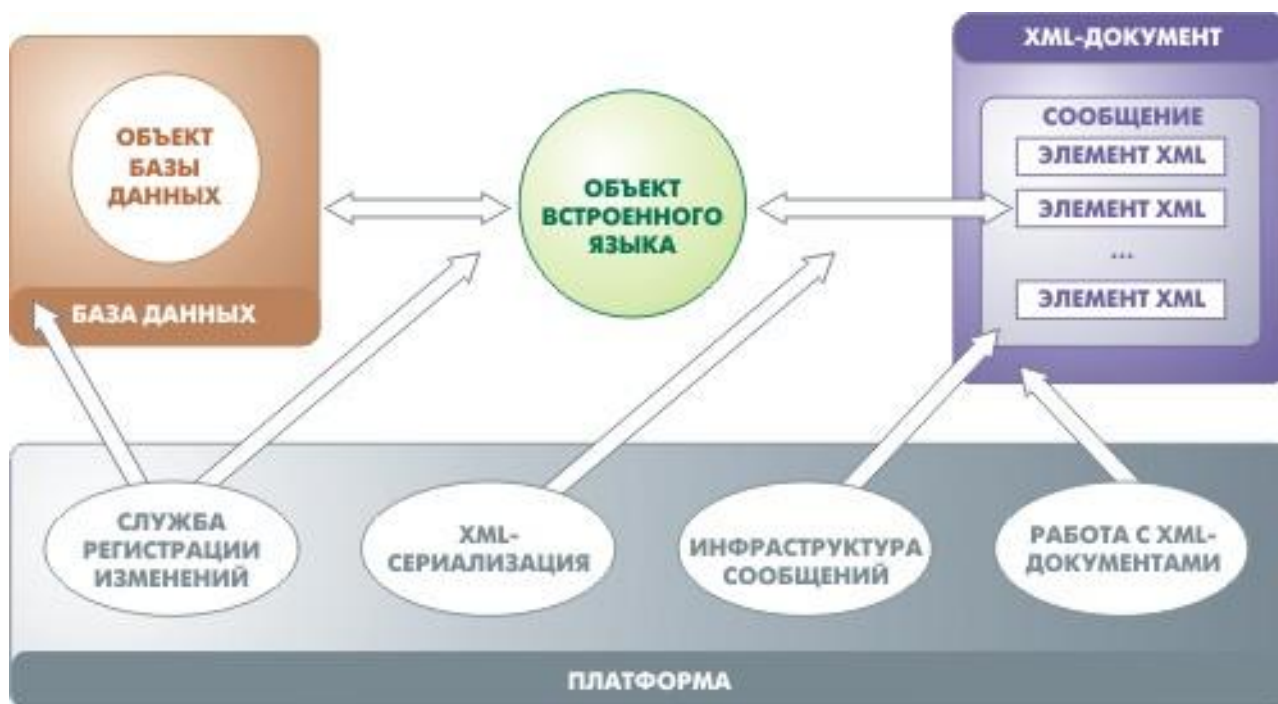 XML-ДОКУМЕНТ
СООБЩЕНИЕ
ЭЛЕМЕНТ XML
ЭЛЕМЕНТ XML
...
ЭЛЕМЕНТ XML
ОБЪЕКТ
БАЗЫ
ДАННЫХ
БАЗА ДАННЫХ
ОБЪЕКТ
ВСТРОЕННОГО
ЯЗЫКА
СЛУЖБА
РЕГИСТРАЦИИ
ИЗМЕНЕНИЙ
XML-
СЕРИАЛИЗАЦИЯ
ИНФРАСТРУКТУРА
СООБЩЕНИЙ
РАБОТА С XML-
ДОКУМЕНТАМИ
ПЛАТФОРМА